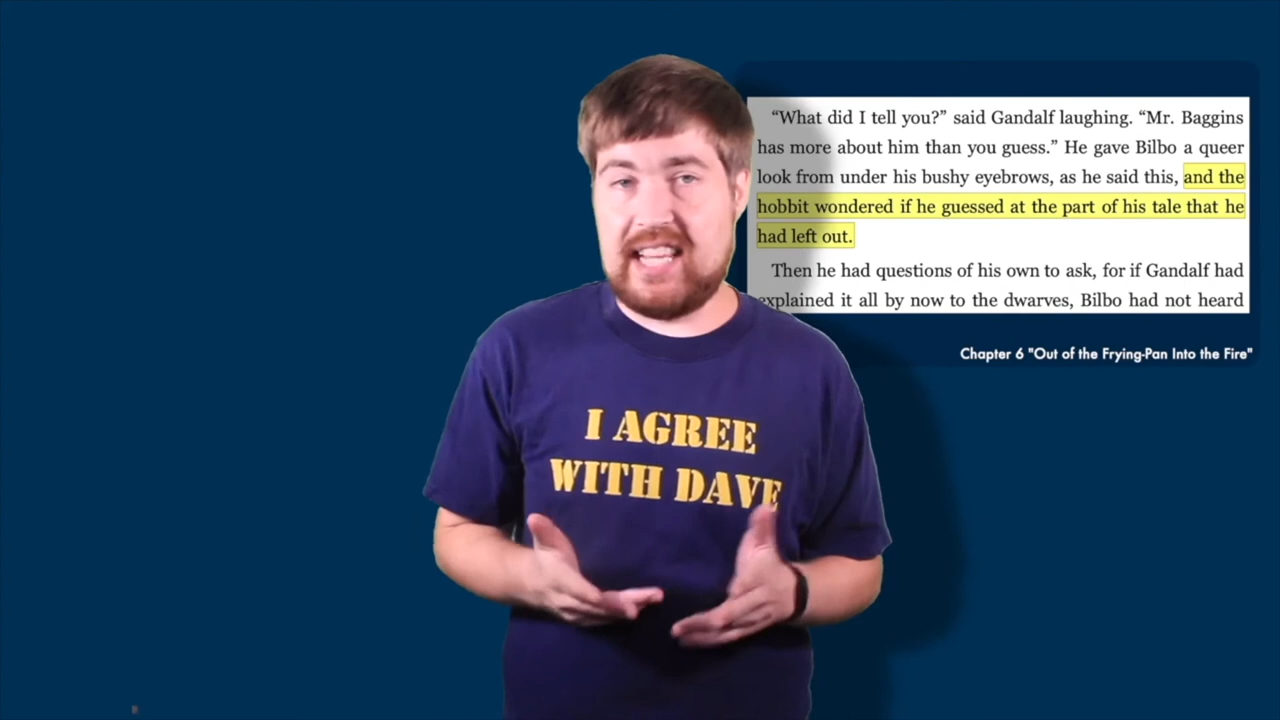 “What did I tell you?” said Gandalf laughing. “Mr. Baggins
has more about him than you guess.” He gave Bilbo a queer
look from under his bushy eyebrows, as he said this, and the
hobbit wondered if he guessed at the part of his tale that he
had left out.
Then he had questions of his own to ask, for if Gandalf had
explained it all by now to the dwarves, Bilbo had not heard
Chapter 6 "Out of the Frying-Pan Into the Fire"
I AGREE
WITH DAVE